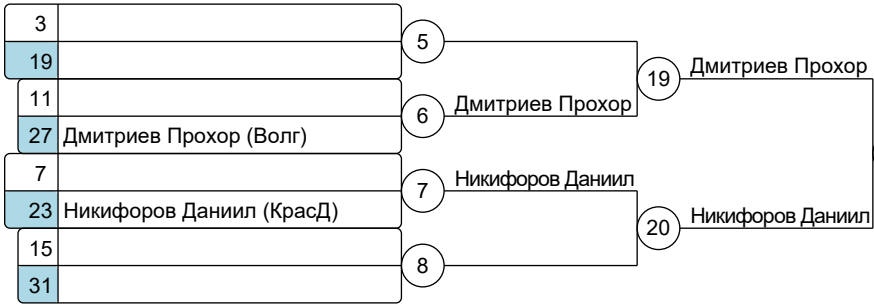 3
5
19
19
Дмитриев Прохор
11
6
Дмитриев Прохор
27 Дмитриев Прохор (Волг)
7
7
Никифоров Даниил
23 Никифоров Даниил (КрасД)
20
Никифоров Даниил
15
8
31